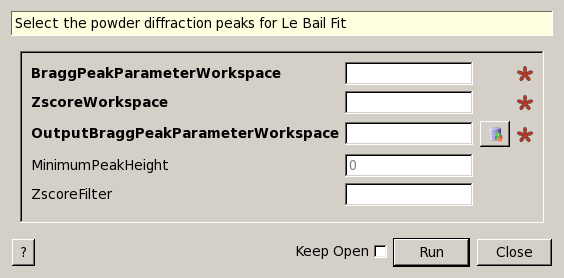 Select the powder diffraction peaks for Le Bail Fit
BraggPeakParameterWorkspace
ZscoreWorkspace
OutputBraggPeakParameterWorkspace
MinimumPeakHeight 0
ZscoreFilter
? Keep Open Run Close